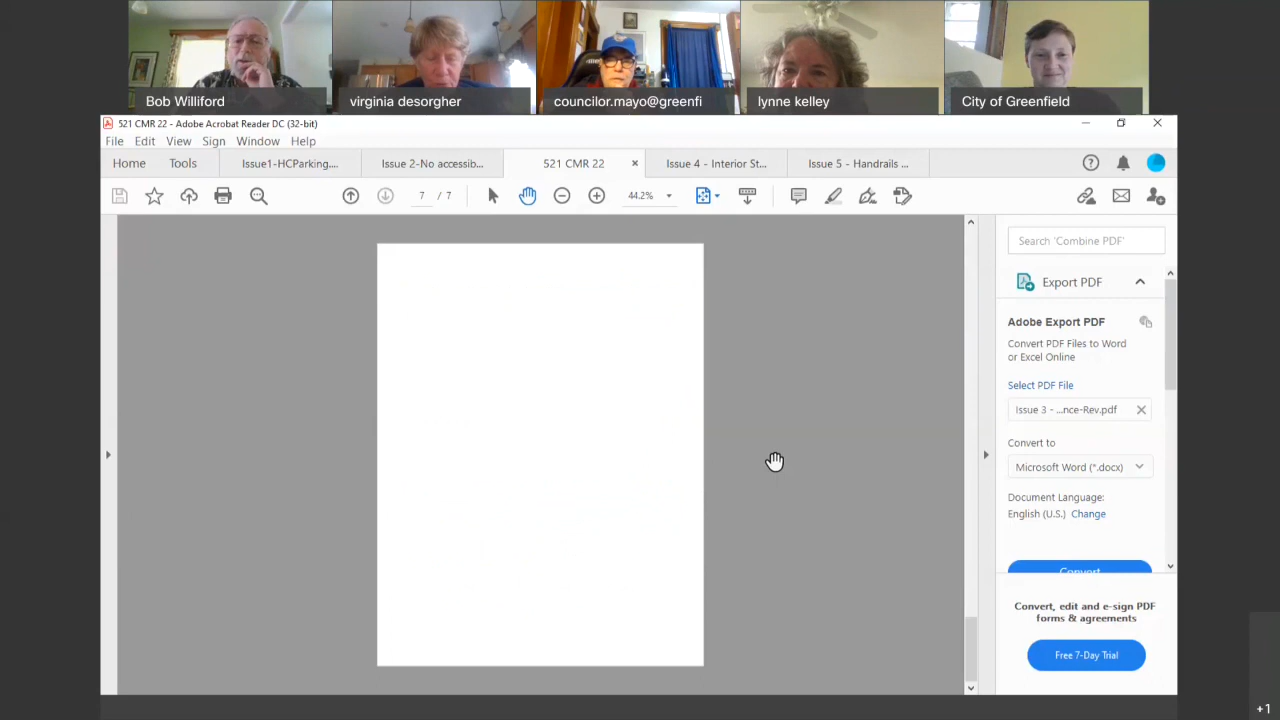 Bob Williford
virginia desorgher
councilor.mayo@greenfi
lynne kelley
City of Greenfield
521 CMR 22 - Adobe Acrobat Reader DC (32-bit)
File Edit View Sign Window Help
Home Tools Issue1-HCParking.... Issue 2-No accessib... 521 CMR 22 Issue 4 - Interior St... Issue 5 - Handrails ...
7 / 7 44.2%
Search 'Combine PDF'
Export PDF
Adobe Export PDF
Convert PDF Files to Word
or Excel Online
Select PDF File
Issue 3 - ...nce-Rev.pdf
Convert to
Microsoft Word (*.docx)
Document Language:
English (U.S.) Change
Convert
Convert, edit and e-sign PDF
forms & agreements
Free 7-Day Trial
+1